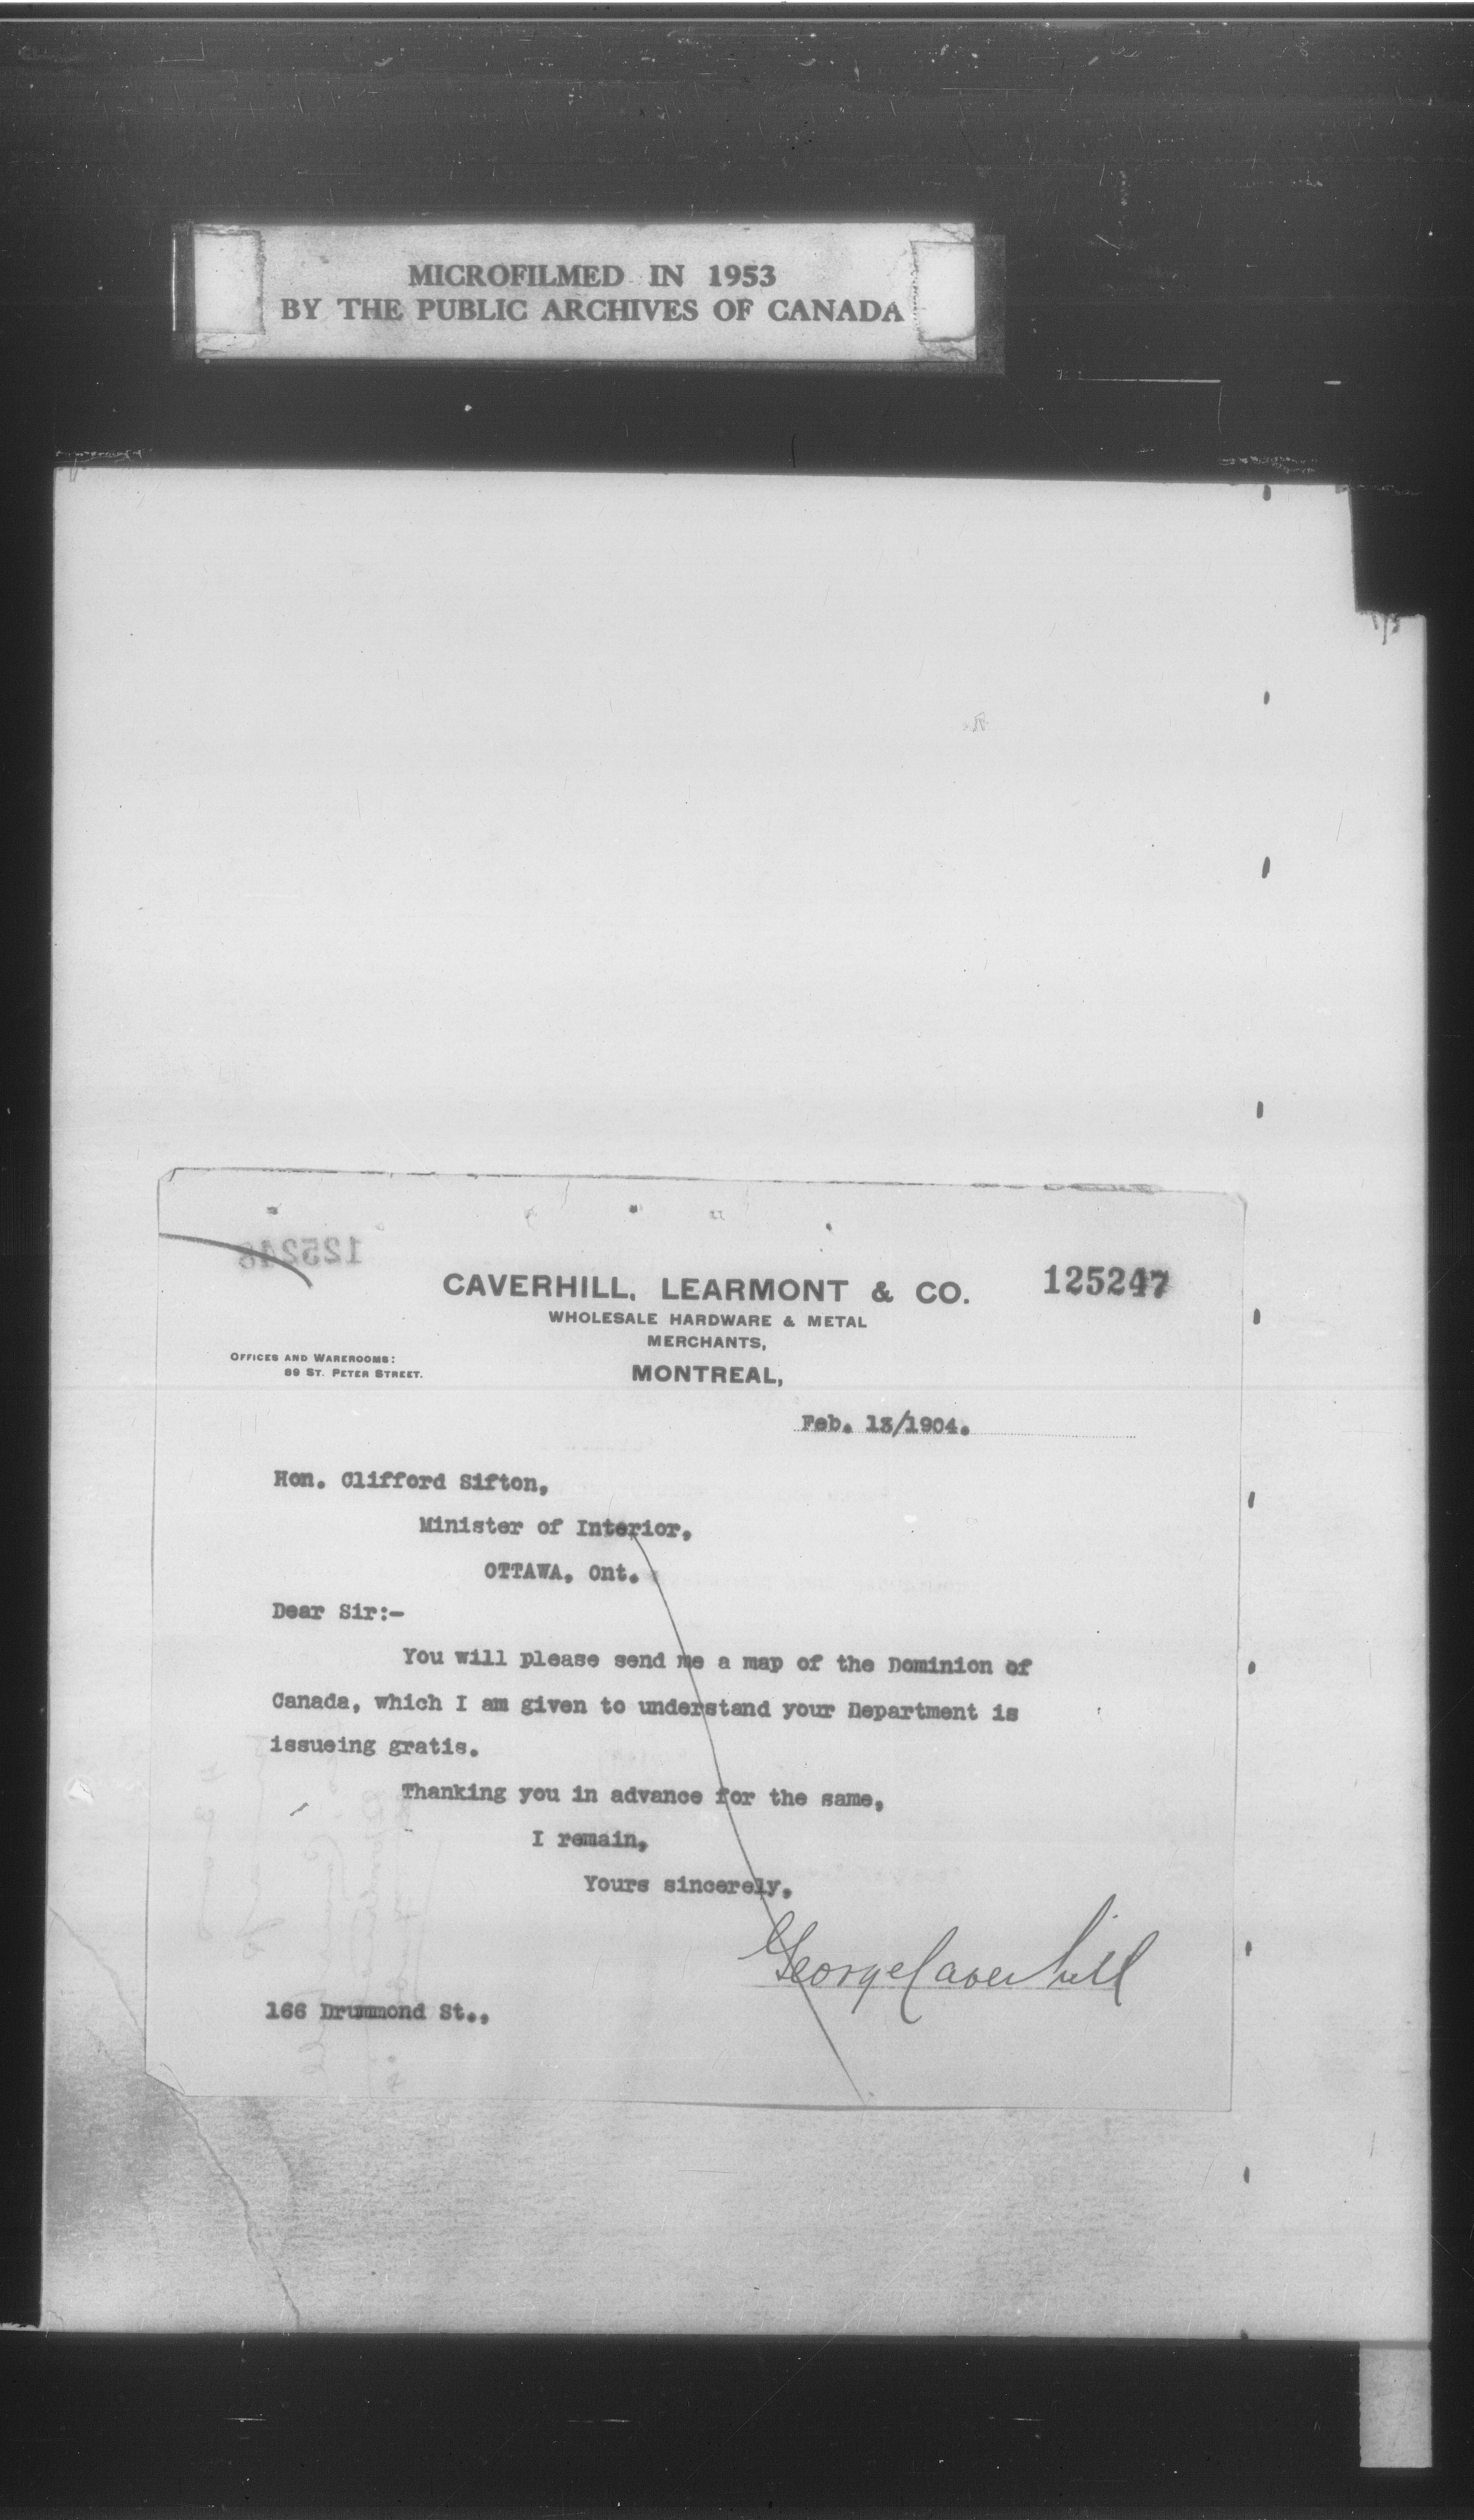 MICROFILMED IN 1953
BY THE PUBLIC ARCHIVES OF CANADA
125248
CAVERHILL, LEARMONT & CO.
125247
WHOLESALE HARDWARE & METAL
MERCHANTS,
OFFICES AND WAREROOMS:
89 ST. PETER STREET.
MONTREAL,
Feb. 13/1904.
Hon. Clifford Sifton,
Minister of Interior,
OTTAWA, Ont.
Dear Sir:-
You will please send me a map of the Dominion of
Canada, which I am given to understand your Department is
issueing gratis.
Thanking you in advance for the same,
I remain,
Yours sincerely,
George Caverhill
166 Drummond St.,